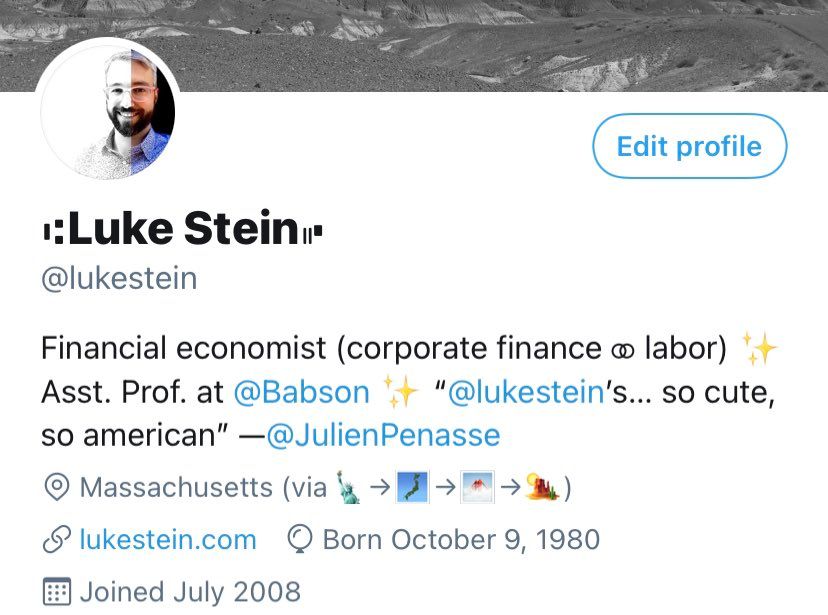 Edit profile
⑆Luke Stein⑈
@lukestein
Financial economist (corporate finance ⚭ labor) ✨
Asst. Prof. at @Babson ✨ “@lukestein’s... so cute,
so american” —@JulienPenasse
Massachusetts (via 🗽→🗾→🗻→🏜️)
lukestein.com Born October 9, 1980
Joined July 2008